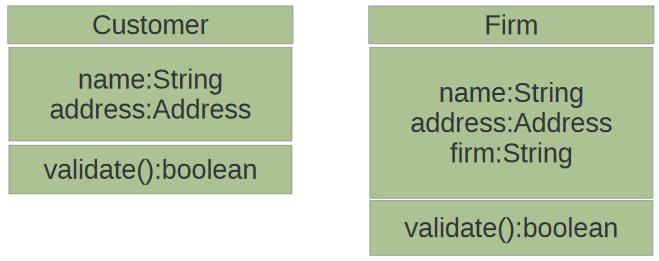 Customer
name:String
address:Address
validate():boolean
Firm
name:String
address:Address
firm:String
validate():boolean